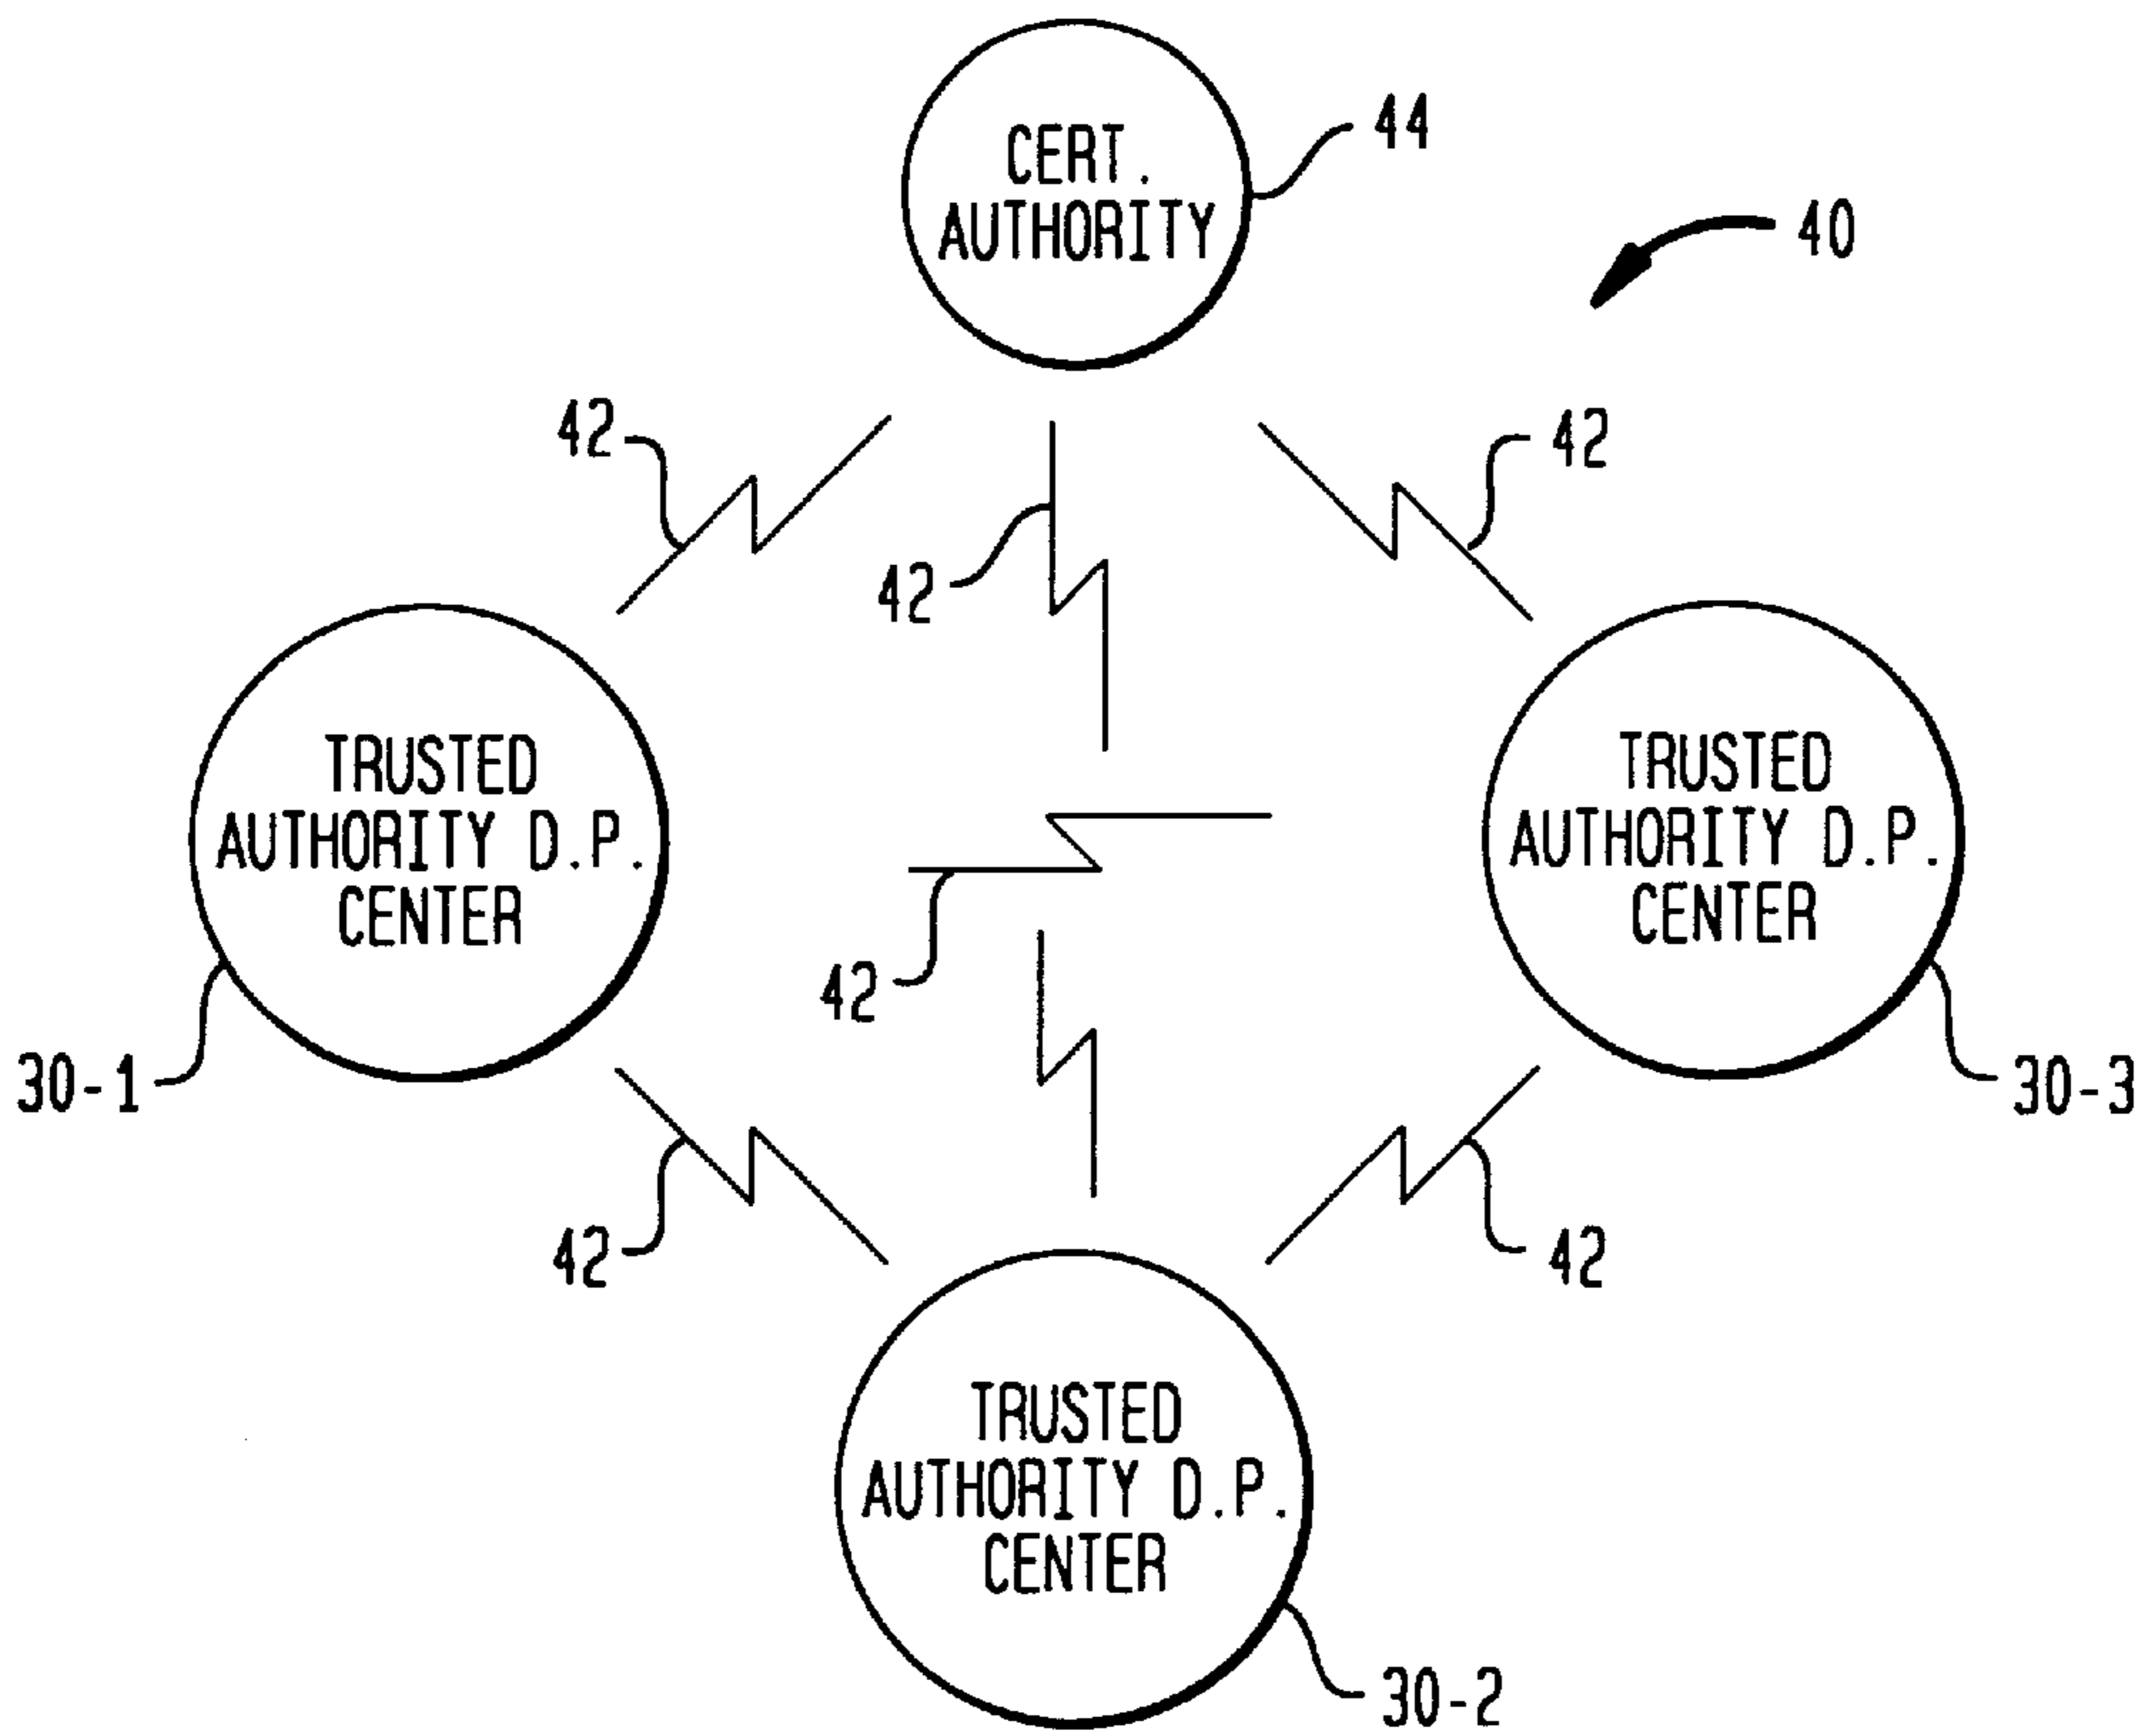 CERT.
AUTHORITY
44
40
42
42
42
TRUSTED
AUTHORITY D.P.
CENTER
TRUSTED
AUTHORITY D.P.
CENTER
42
30-1
30-3
42
42
TRUSTED
AUTHORITY D.P.
CENTER
30-2